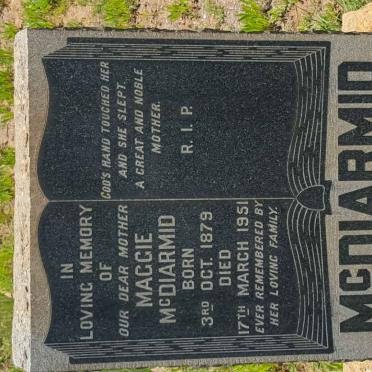 IN
LOVING MEMORY
OF
OUR DEAR MOTHER
MAGGIE
McDIARMID
BORN
3RD OCT. 1879
DIED
17TH MARCH 1951
EVER REMEMBERED BY
HER LOVING FAMILY.
GOD'S HAND TOUCHED HER
AND SHE SLEPT.
A GREAT AND NOBLE
MOTHER.
R. I. P.
McDIARMID